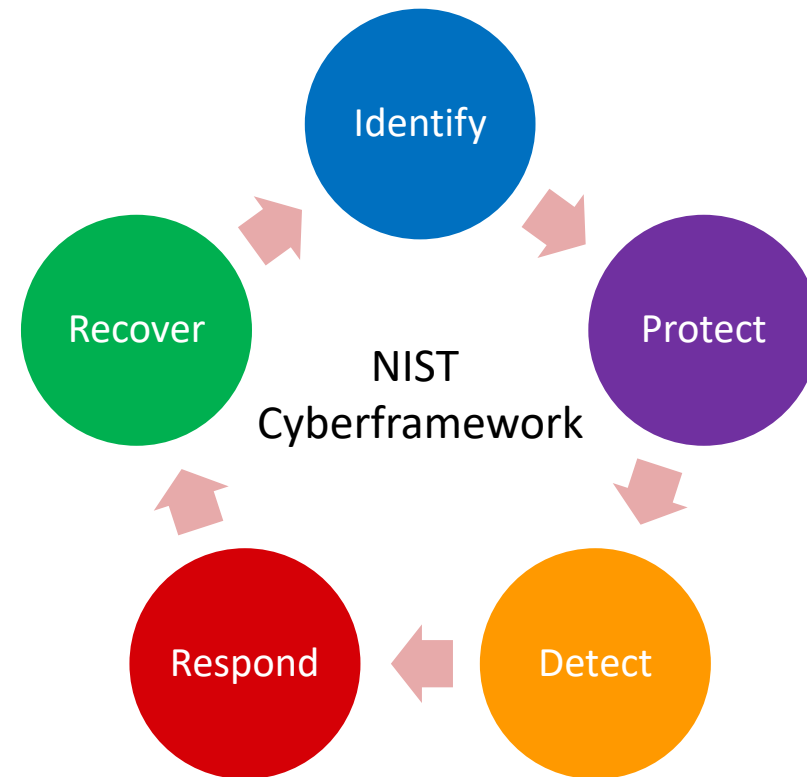 Identify
Protect
Detect
Respond
Recover
NIST
Cyberframework